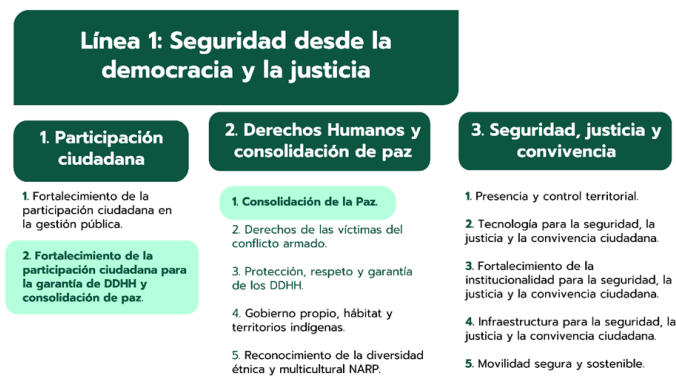 Línea 1: Seguridad desde la
democracia y la justicia
1. Participación
ciudadana
1. Fortalecimiento de la
participación ciudadana en
la gestión pública.
2. Fortalecimiento de la
participación ciudadana para
la garantía de DDHH y
consolidación de paz.
2. Derechos Humanos y
consolidación de paz
1. Consolidación de la Paz.
2. Derechos de las víctimas del
conflicto armado.
3. Protección, respeto y garantía
de los DDHH.
4. Gobierno propio, hábitat y
territorios indígenas.
5. Reconocimiento de la diversidad
étnica y multicultural NARP.
3. Seguridad, justicia y
convivencia
1. Presencia y control territorial.
2. Tecnología para la seguridad, la
justicia y la convivencia ciudadana.
3. Fortalecimiento de la
institucionalidad para la seguridad, la
justicia y la convivencia ciudadana.
4. Infraestructura para la seguridad, la
justicia y la convivencia ciudadana.
5. Movilidad segura y sostenible.